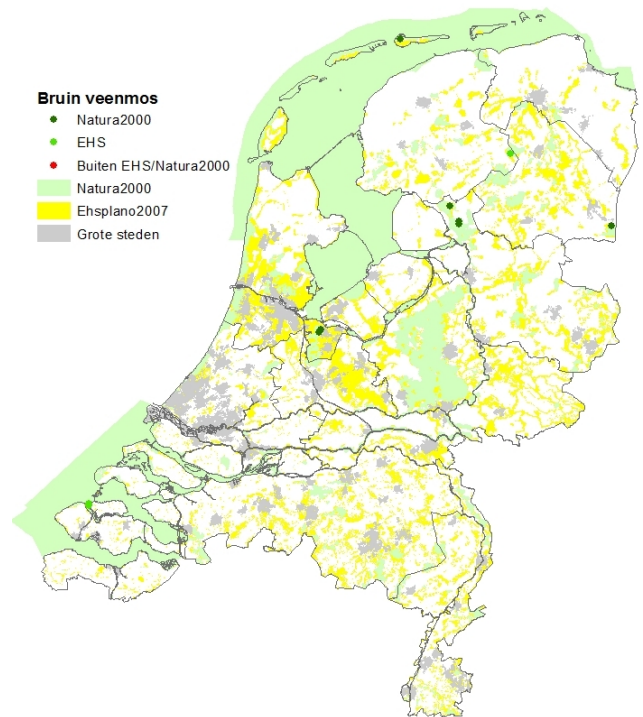 Bruin veenmos
Natura2000
EHS
Buiten EHS/Natura2000
Natura2000
Ehsplano2007
Grote steden